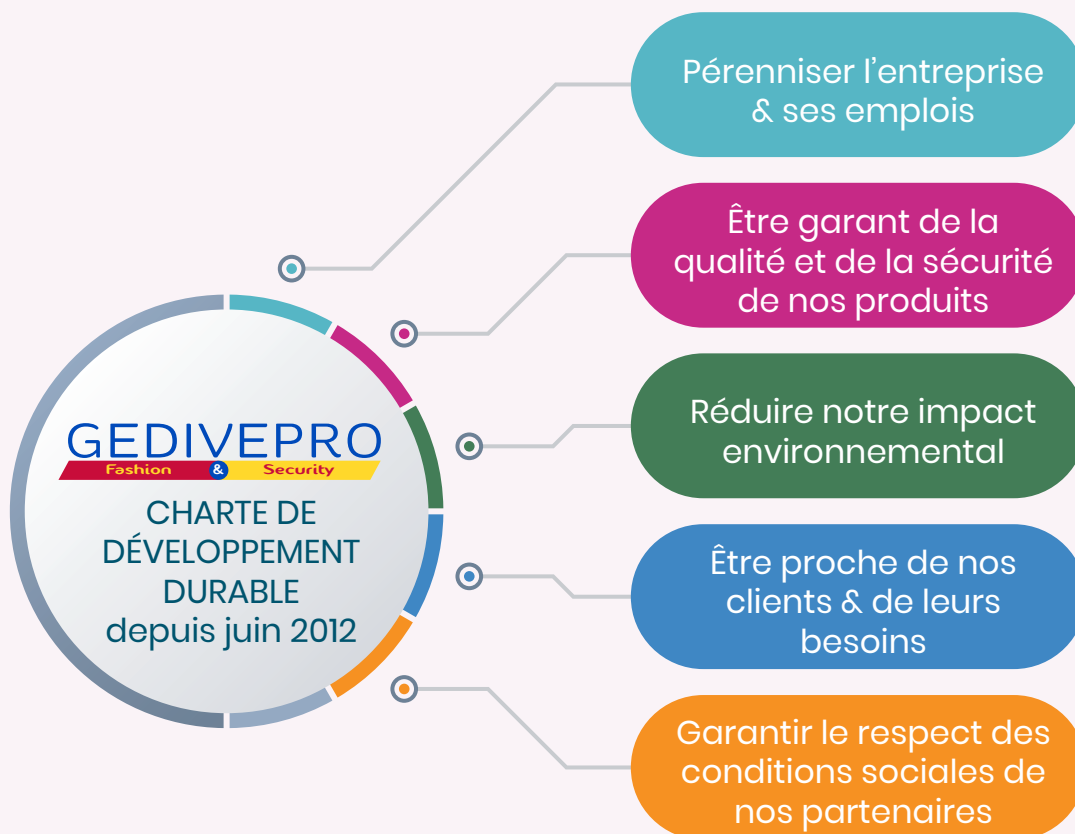 GEDIVEPRO
Fashion & Security
CHARTE DE
DÉVELOPPEMENT
DURABLE
depuis juin 2012
Pérenniser l’entreprise
& ses emplois
Être garant de la
qualité et de la sécurité
de nos produits
Réduire notre impact
environnemental
Être proche de nos
clients & de leurs
besoins
Garantir le respect des
conditions sociales de
nos partenaires